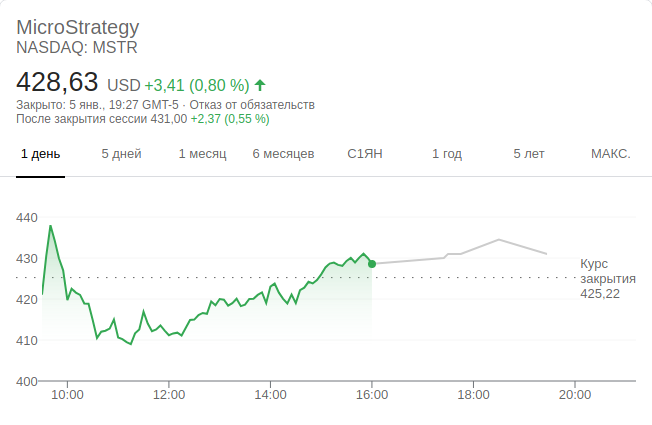 MicroStrategy
NASDAQ: MSTR
428,63 USD +3,41 (0,80 %)
Закрыто: 5 янв., 19:27 GMT-5 · Отказ от обязательств
После закрытия сессии 431,00 +2,37 (0,55 %)
1 день 5 дней 1 месяц 6 месяцев С1ЯН 1 год 5 лет МАКС.
440
430
Курс
закрытия
425,22
420
410
400
10:00 12:00 14:00 16:00 18:00 20:00